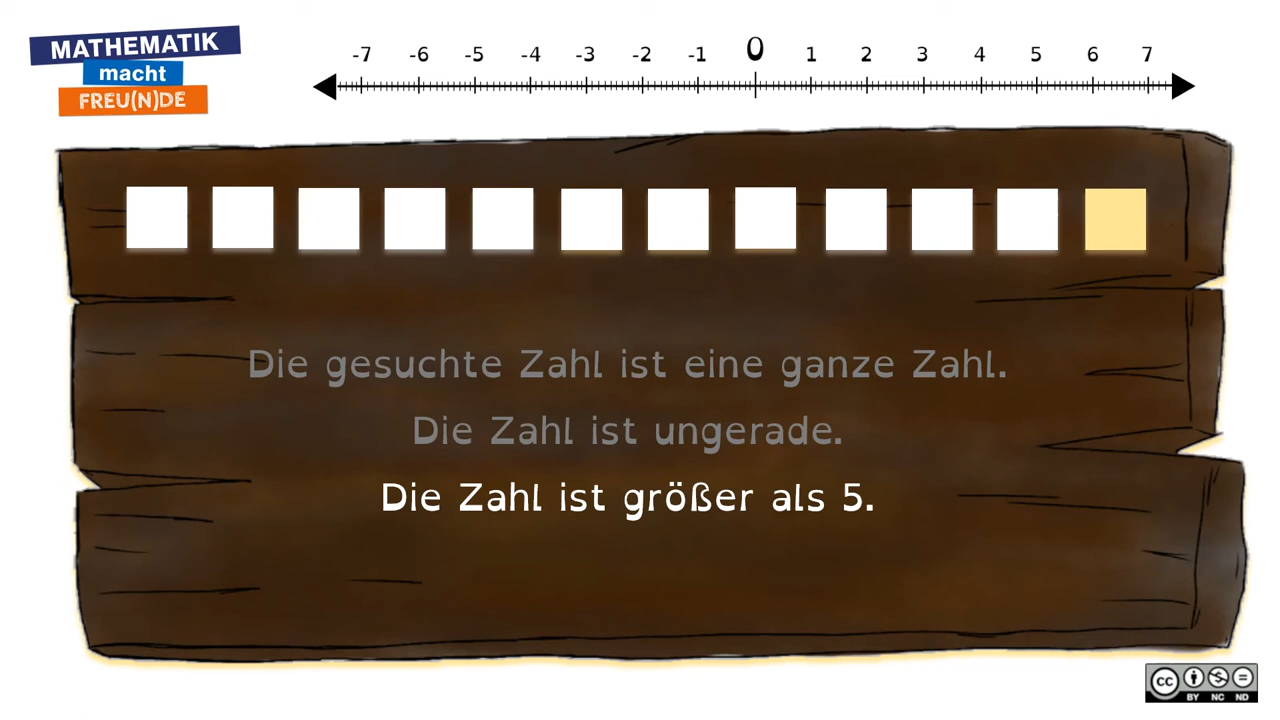 MATHEMATIK
macht
FREU(N)DE
-7 -6 -5 -4 -3 -2 -1 0 1 2 3 4 5 6 7
Die gesuchte Zahl ist eine ganze Zahl.
Die Zahl ist ungerade.
Die Zahl ist größer als 5.
CC BY NC ND